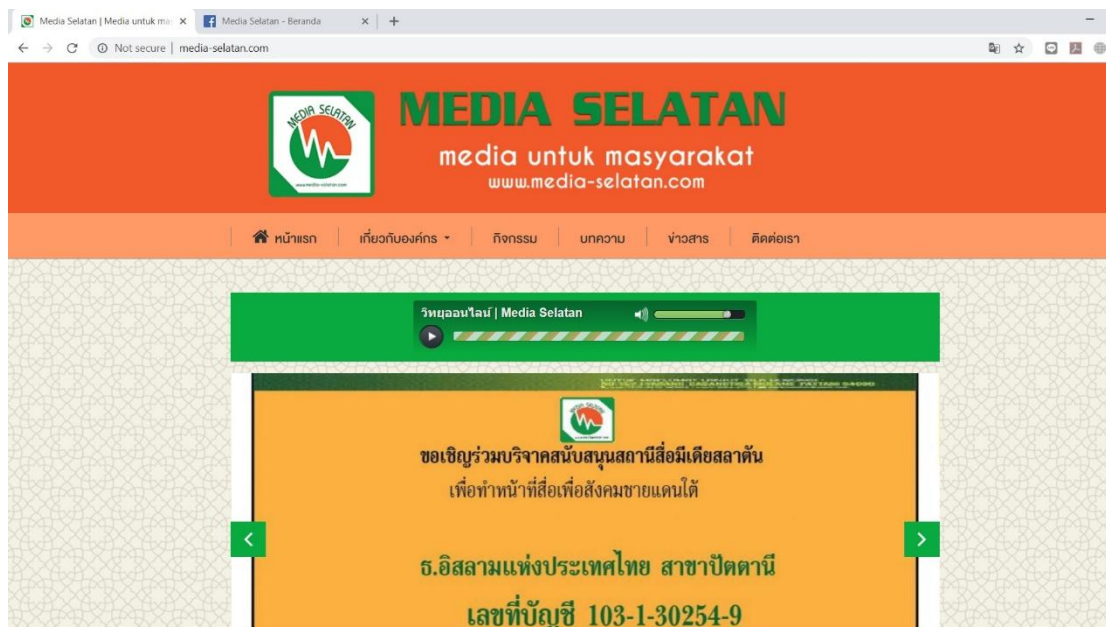 Media Selatan | Media untuk ma
Media Selatan - Beranda
Not secure | media-selatan.com
MEDIA SELATAN
MEDIA SELATAN
media untuk masyarakat
www.media-selatan.com
หน้าแรก
เกี่ยวกับองค์กร
กิจกรรม
บทความ
ข่าวสาร
ติดต่อเรา
วิทยุออนไลน์ | Media Selatan
MEDIA SELATAN
ขอเชิญร่วมบริจาคสนับสนุนสถานีสื่อมีเดียสลาตัน
เพื่อทำหน้าที่สื่อเพื่อสังคมชายแดนใต้
ธ.อิสลามแห่งประเทศไทย สาขาปัตตานี
เลขที่บัญชี 103-1-30254-9